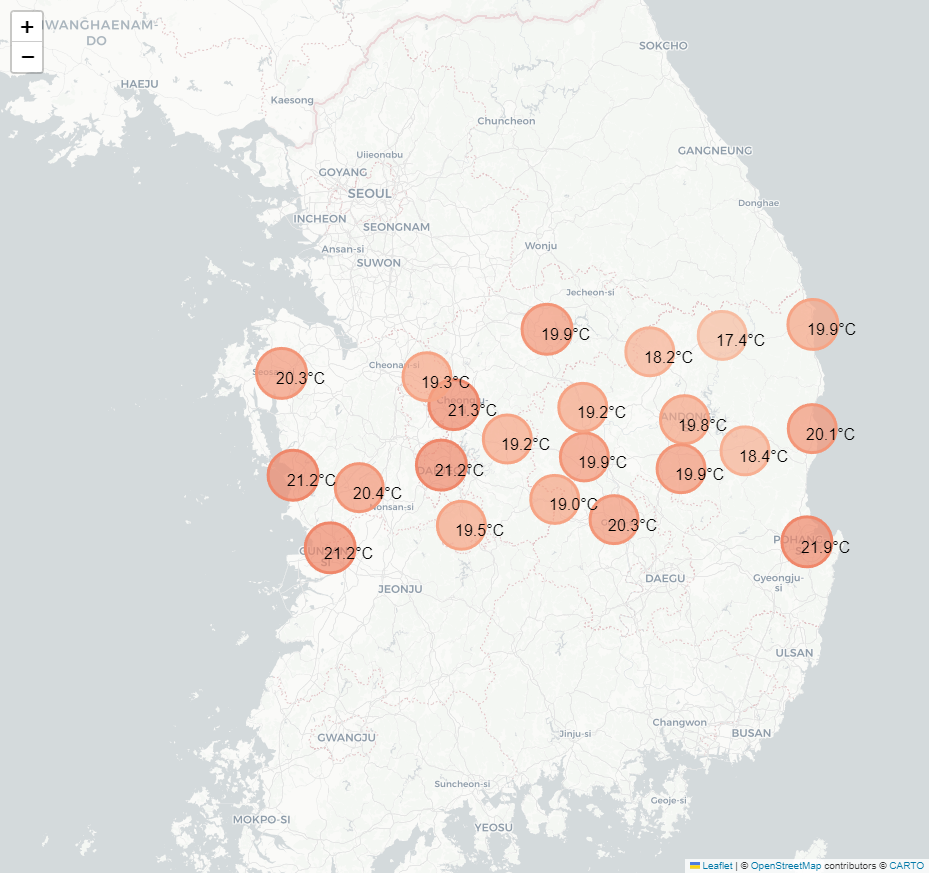 +
−
HWANGHAENAM-
DO
SOKCHO
HAEJU
Kaesong
Chuncheon
GANGNEUNG
Uijeongbu
GOYANG
SEOUL
Donghae
INCHEON
SEONGNAM
Ansan-si
Wonju
SUWON
Jecheon-si
19.9°C
19.9°C
17.4°C
18.2°C
Cheonan-si
20.3°C
19.3°C
21.3°C
19.2°C
ANDONG
19.8°C
20.1°C
19.2°C
18.4°C
19.9°C
21.2°C
19.9°C
21.2°C
20.4°C
Nonsan-si
19.0°C
20.3°C
19.5°C
POHANG-
SI
21.9°C
21.2°C
SI
DAEGU
Gyeongju-
si
JEONJU
ULSAN
Changwon
BUSAN
Jinju-si
GWANGJU
Suncheon-si
Geoje-si
MOKPO-SI
YEOSU
Leaflet | © OpenStreetMap contributors © CARTO